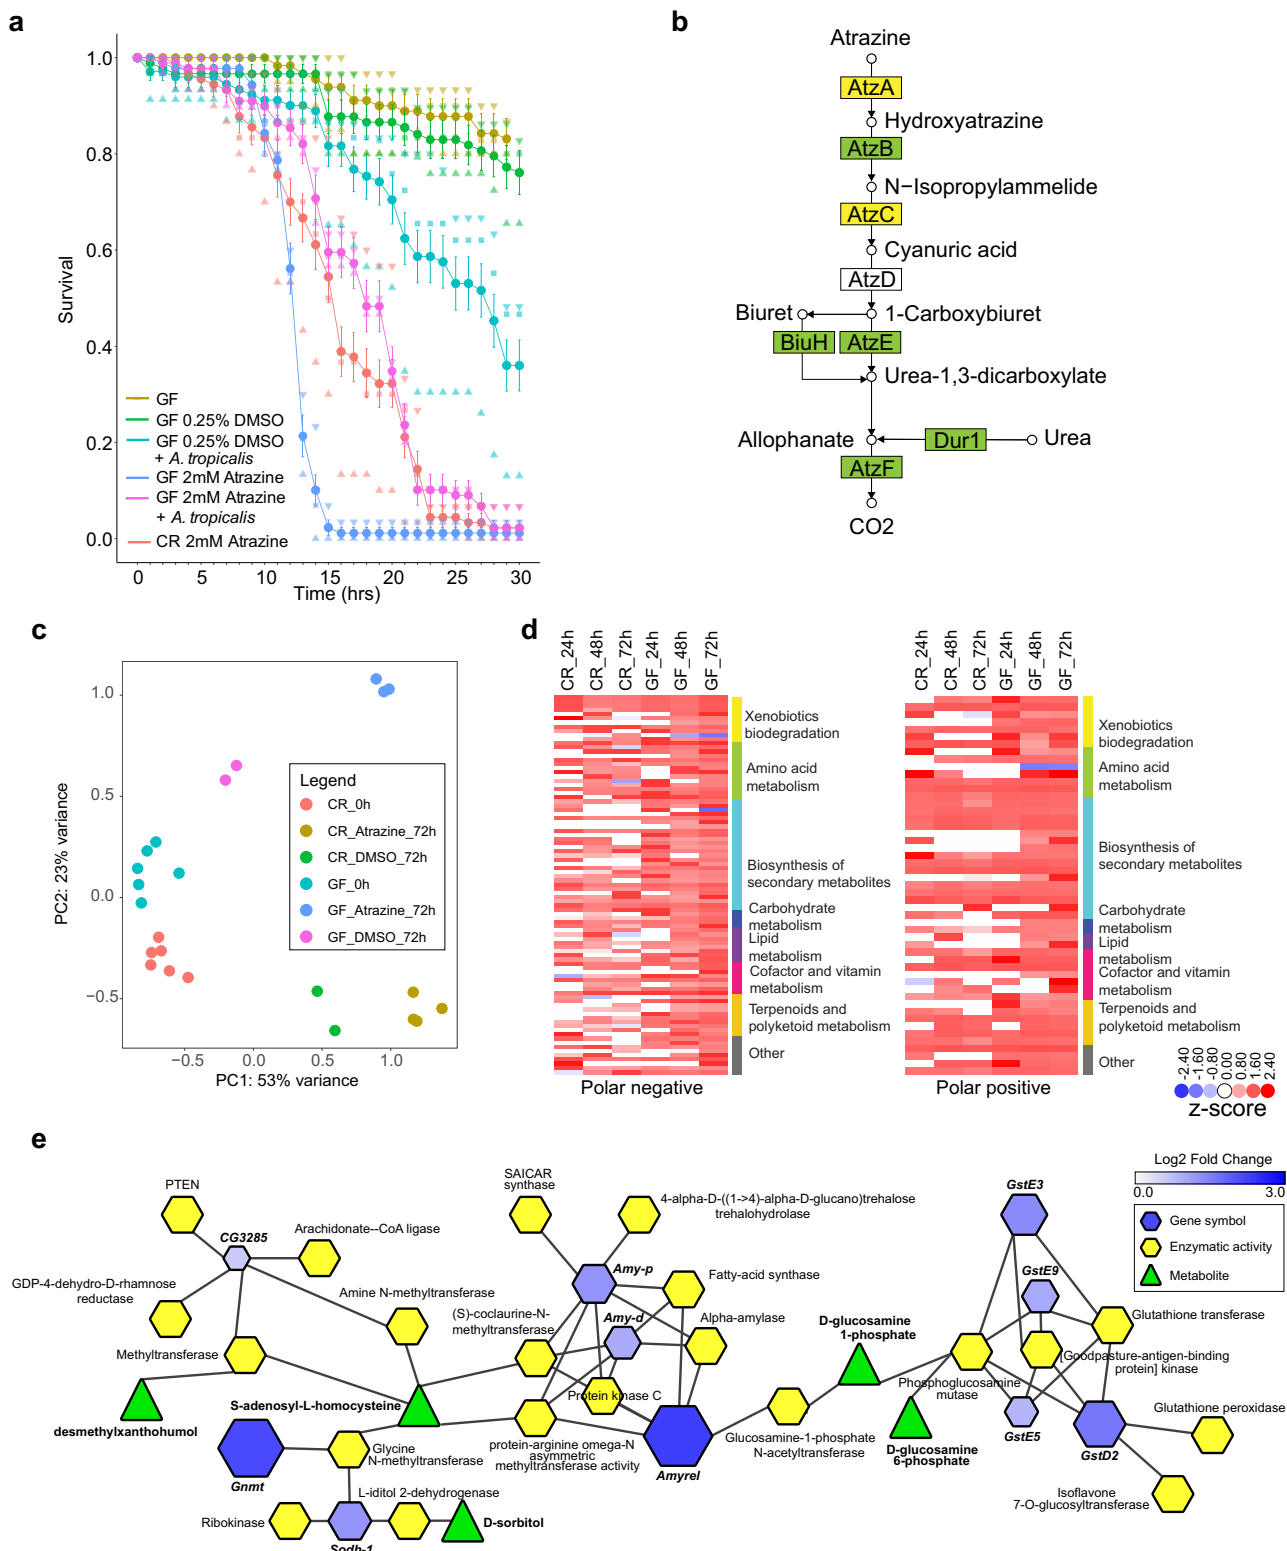 a
1.0
0.8
0.6
0.4
0.2
0.0
Survival
0
5
10
15
20
25
30
Time (hrs)
GF
GF 0.25% DMSO
GF 0.25% DMSO
+ A. tropicalis
GF 2mM Atrazine
GF 2mM Atrazine
+ A. tropicalis
CR 2mM Atrazine
b
Atrazine
AtzA
Hydroxyatrazine
AtzB
N−Isopropylammelide
AtzC
Cyanuric acid
AtzD
Biuret
1-Carboxybiuret
BiuH
AtzE
Urea-1,3-dicarboxylate
Allophanate
Dur1
Urea
AtzF
CO2
c
1.0
0.5
0.0
−0.5
PC2: 23% variance
−0.5
0.0
0.5
1.0
PC1: 53% variance
Legend
CR_0h
CR_Atrazine_72h
CR_DMSO_72h
GF_0h
GF_Atrazine_72h
GF_DMSO_72h
d
CR_24h
CR_48h
CR_72h
GF_24h
GF_48h
GF_72h
Xenobiotics
biodegradation
Amino acid
metabolism
Biosynthesis of
secondary metabolites
Carbohydrate
metabolism
Lipid
metabolism
Cofactor and vitamin
metabolism
Terpenoids and
polyketoid metabolism
Other
Polar negative
CR_24h
CR_48h
CR_72h
GF_24h
GF_48h
GF_72h
Xenobiotics
biodegradation
Amino acid
metabolism
Biosynthesis of
secondary metabolites
Carbohydrate
metabolism
Lipid
metabolism
Cofactor and vitamin
metabolism
Terpenoids and
polyketoid metabolism
Other
Polar positive
-2.40
-1.60
-0.80
0.00
0.80
1.60
2.40
z-score
e
PTEN
CG3285
Arachidonate--CoA ligase
GDP-4-dehydro-D-rhamnose
reductase
Amine N-methyltransferase
Methyltransferase
desmethylxanthohumol
S-adenosyl-L-homocysteine
Gnmt
Glycine
N-methyltransferase
L-iditol 2-dehydrogenase
Ribokinase
Sodh-1
D-sorbitol
SAICAR
synthase
4-alpha-D-((1->4)-alpha-D-glucano)trehalose
trehalohydrolase
Amy-p
Fatty-acid synthase
Amy-d
(S)-coclaurine-N-
methyltransferase
Alpha-amylase
Protein kinase C
protein-arginine omega-N
asymmetric
methyltransferase activity
Amyrel
Glucosamine-1-phosphate
N-acetyltransferase
D-glucosamine
1-phosphate
D-glucosamine
6-phosphate
Phosphoglucosamine
mutase
GstE3
GstE9
Glutathione transferase
[Goodpasture-antigen-binding
protein] kinase
GstE5
GstD2
Glutathione peroxidase
Isoflavone
7-O-glucosyltransferase
Log2 Fold Change
0.0
3.0
Gene symbol
Enzymatic activity
Metabolite